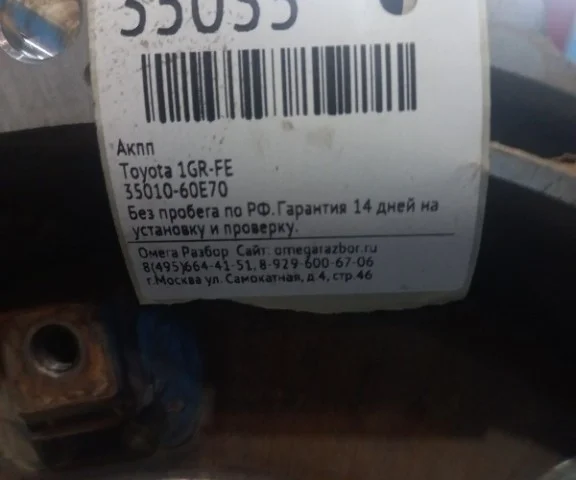 33033
Акпп
Toyota 1GR-FE
35010-60E70
Без пробега по РФ.Гарантия 14 дней на
установку и проверку.
Омега Разбор Сайт: omegarazbor.ru
8(495)664-41-51, 8-929-600-67-06
г.Москва ул. Самокатная, д.4, стр.46